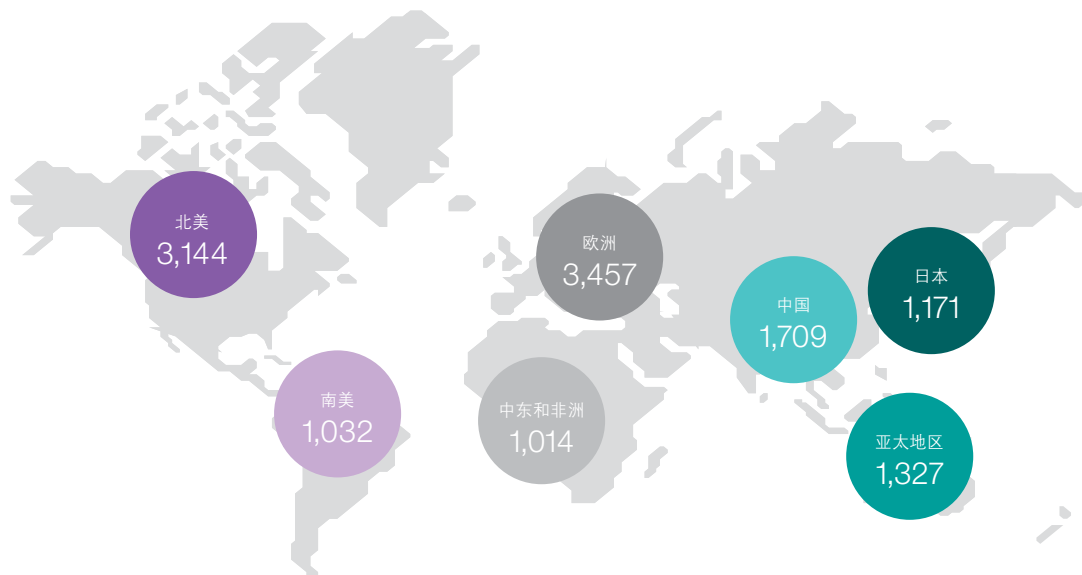 北美
3,144
欧洲
3,457
中国
1,709
日本
1,171
南美
1,032
中东和非洲
1,014
亚太地区
1,327